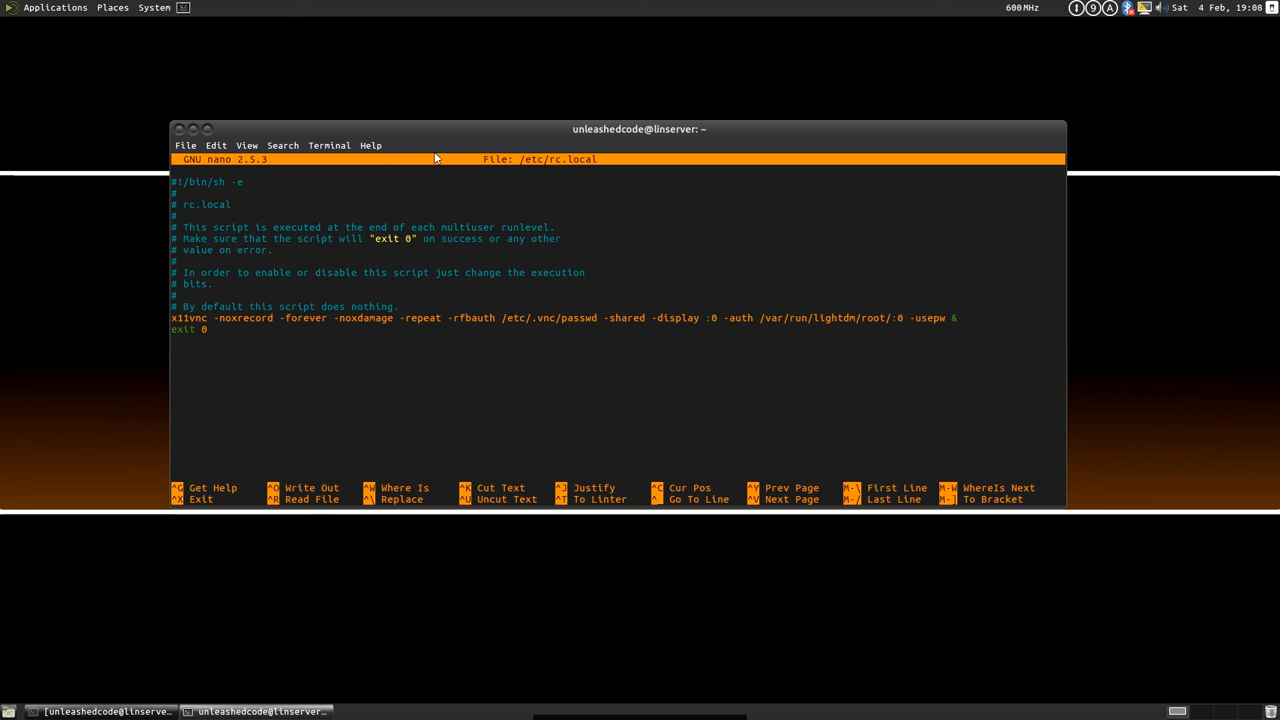 Applications Places System
600 MHz
9 A
Sat 4 Feb, 19:08
unleashedcode@linserver: ~
File Edit View Search Terminal Help
GNU nano 2.5.3 File: /etc/rc.local
#!/bin/sh -e
#
# rc.local
#
# This script is executed at the end of each multiuser runlevel.
# Make sure that the script will "exit 0" on success or any other
# value on error.
#
# In order to enable or disable this script just change the execution
# bits.
#
# By default this script does nothing.
x11vnc -noxrecord -forever -noxdamage -repeat -rfbauth /etc/.vnc/passwd -shared -display :0 -auth /var/run/lightdm/root/:0 -usepw &
exit 0
^G Get Help ^O Write Out ^W Where Is ^K Cut Text ^J Justify ^C Cur Pos ^Y Prev Page M-\ First Line M-W WhereIs Next
^X Exit ^R Read File ^\ Replace ^U Uncut Text ^T To Linter ^_ Go To Line ^V Next Page M-/ Last Line M-] To Bracket
[unleashedcode@linserve... unleashedcode@linserver...